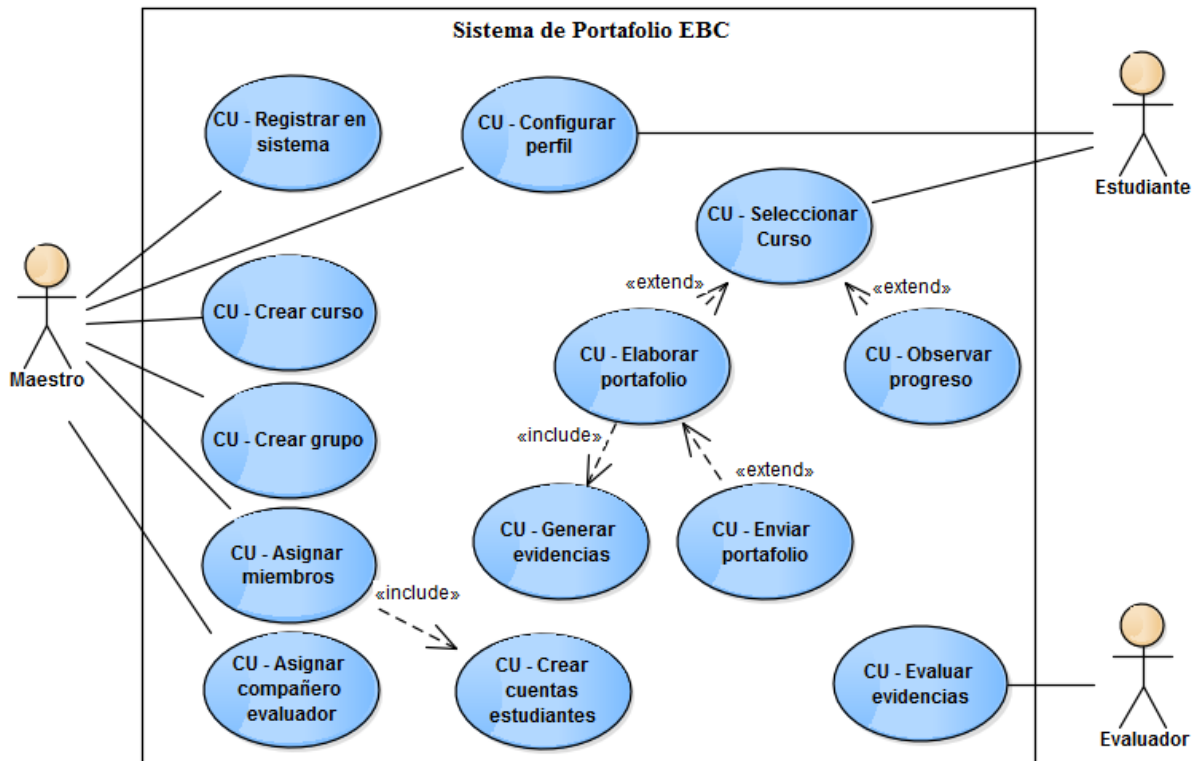 Sistema de Portafolio EBC
CU - Registrar en
sistema
CU - Configurar
perfil
Estudiante
CU - Seleccionar
Curso
«extend»
«extend»
CU - Crear curso
Maestro
CU - Elaborar
portafolio
CU - Observar
progreso
CU - Crear grupo
«include»
«extend»
CU - Generar
evidencias
CU - Enviar
portafolio
CU - Asignar
miembros
«include»
CU - Asignar
compañero
evaluador
CU - Crear
cuentas
estudiantes
CU - Evaluar
evidencias
Evaluador